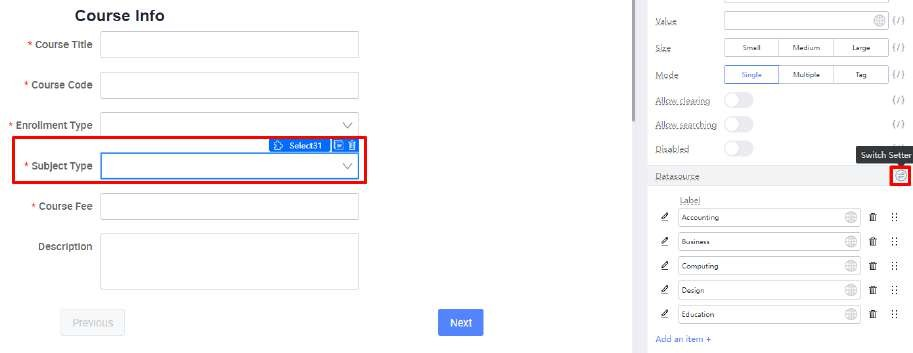 Course Info
* Course Title
* Course Code
* Enrollment Type
Select31
* Subject Type
* Course Fee
Description
Previous
Next
Value
{/}
Size
Small
Medium
Large
{/}
Mode
Single
Multiple
Tag
{/}
Allow clearing
{/}
Allow searching
{/}
Disabled
Switch Setter
Datasource
Label
Accounting
Business
Computing
Design
Education
Add an item +